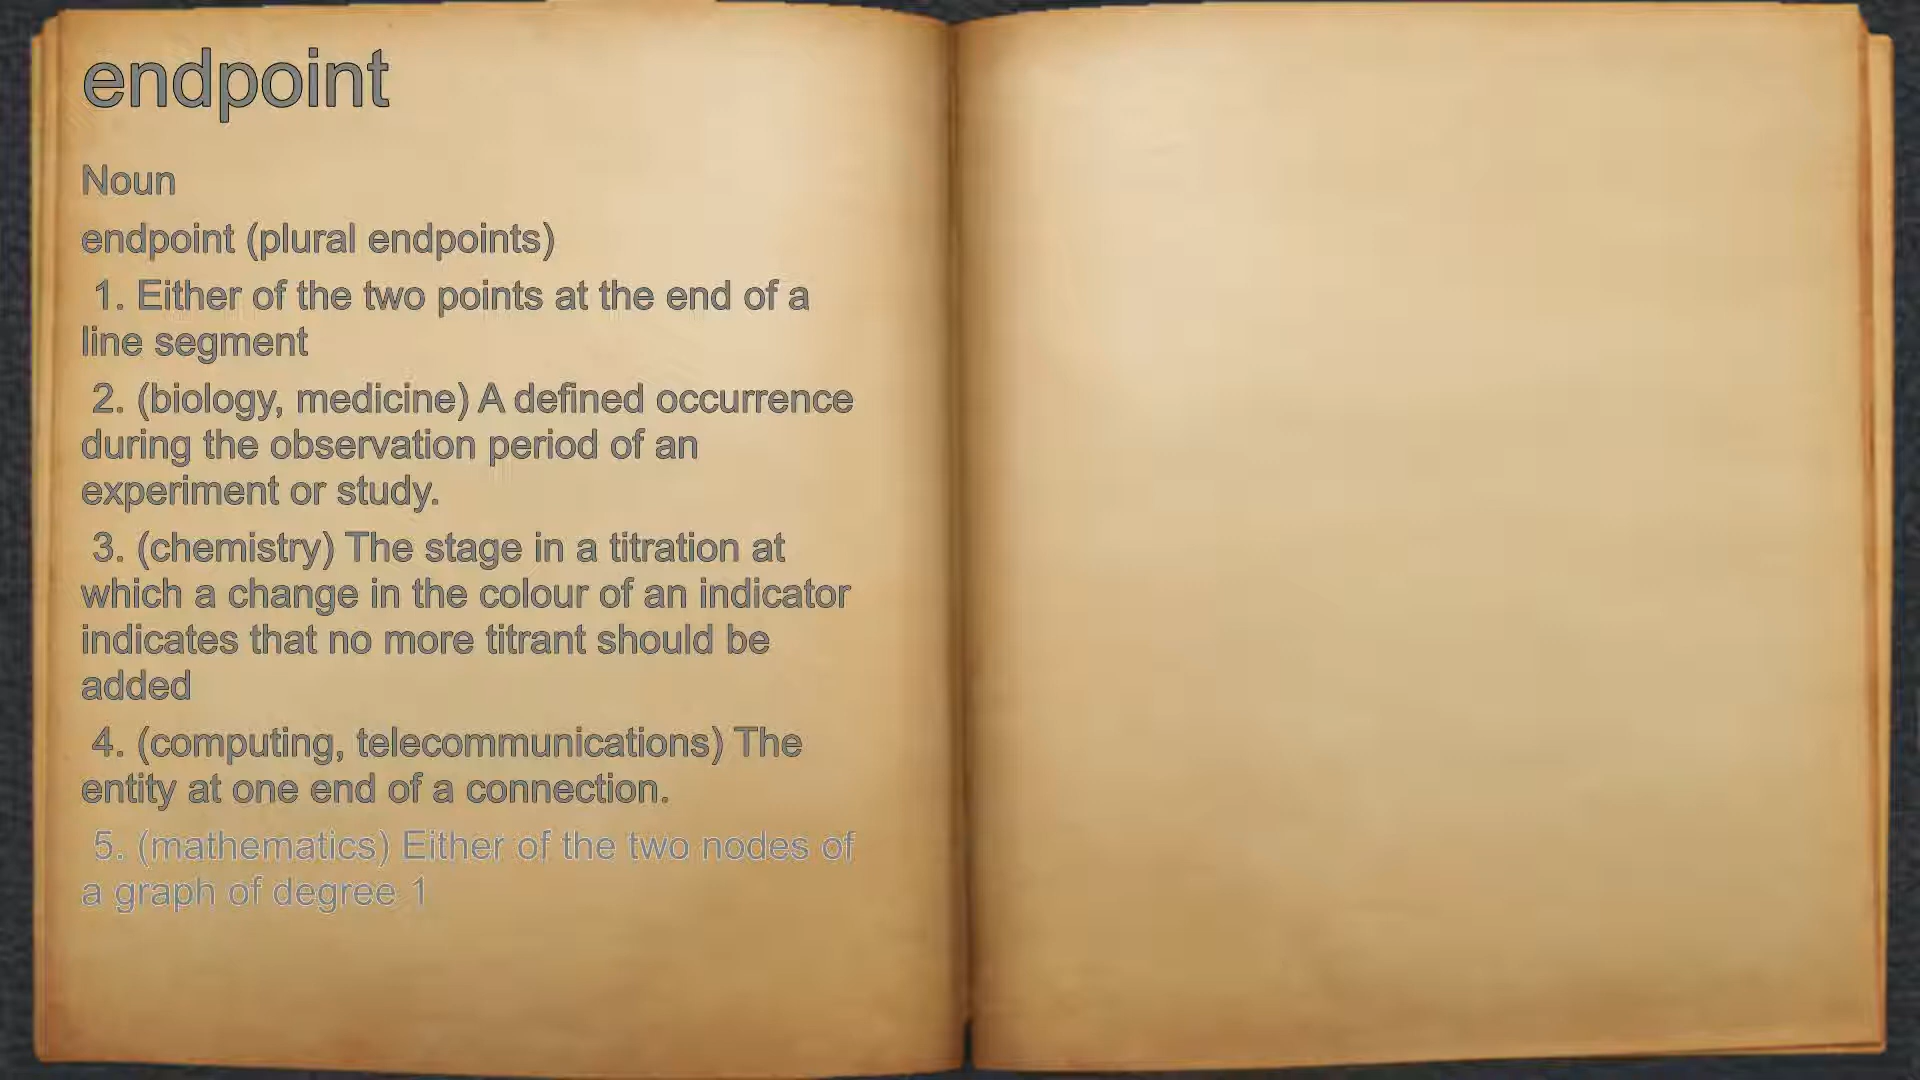 endpoint
Noun
endpoint (plural endpoints)
1. Either of the two points at the end of a
line segment
2. (biology, medicine) A defined occurrence
during the observation period of an
experiment or study.
3. (chemistry) The stage in a titration at
which a change in the colour of an indicator
indicates that no more titrant should be
added
4. (computing, telecommunications) The
entity at one end of a connection.
5. (mathematics) Either of the two nodes of
a graph of degree 1